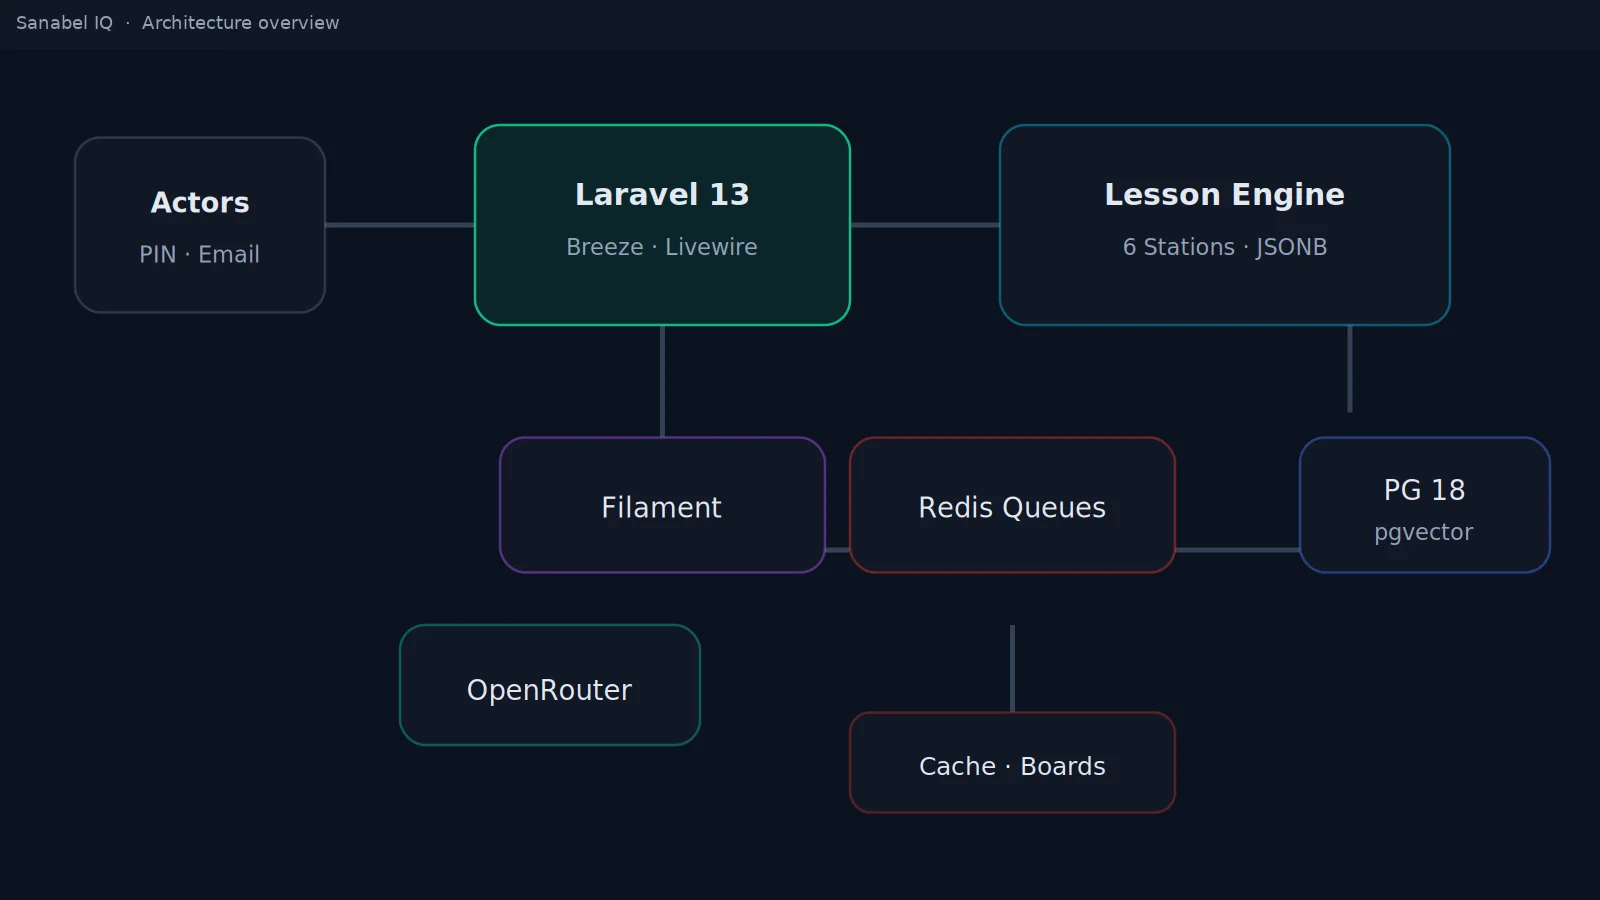 Sanabel IQ · Architecture overview
Actors
PIN · Email
Laravel 13
Breeze · Livewire
Lesson Engine
6 Stations · JSONB
Filament
Redis Queues
PG 18
pgvector
OpenRouter
Cache · Boards